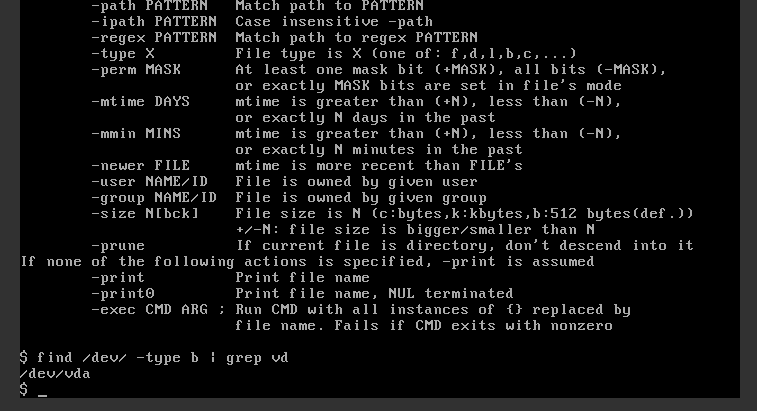 -path PATTERN Match path to PATTERN
-ipath PATTERN Case insensitive -path
-regex PATTERN Match path to regex PATTERN
-type X File type is X (one of: f,d,l,b,c,...)
-perm MASK At least one mask bit (+MASK), all bits (-MASK),
or exactly MASK bits are set in file's mode
-mtime DAYS mtime is greater than (+N), less than (-N),
or exactly N days in the past
-mmin MINS mtime is greater than (+N), less than (-N),
or exactly N minutes in the past
-newer FILE mtime is more recent than FILE's
-user NAME/ID File is owned by given user
-group NAME/ID File is owned by given group
-size N[bck] File size is N (c:bytes,k:kbytes,b:512 bytes(def.))
+/-N: file size is bigger/smaller than N
-prune If current file is directory, don't descend into it
If none of the following actions is specified, -print is assumed
-print Print file name
-print0 Print file name, NUL terminated
-exec CMD ARG ; Run CMD with all instances of {} replaced by
file name. Fails if CMD exits with nonzero
$ find /dev/ -type b | grep vd
/dev/vda
$ _